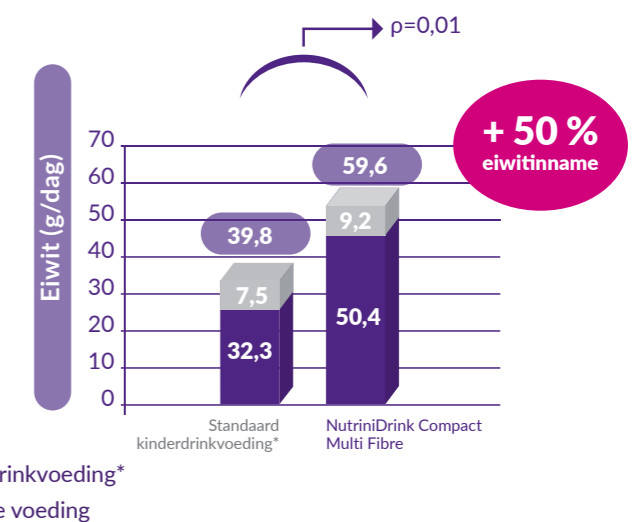 ρ=0,01
+ 50 %
eiwitinname
Eiwit (g/dag)
70
60
50
40
30
20
10
0
39,8
7,5
32,3
59,6
9,2
50,4
Standaard
kinderdrinkvoeding*
NutriniDrink Compact
Multi Fibre
rinkvoeding*
e voeding